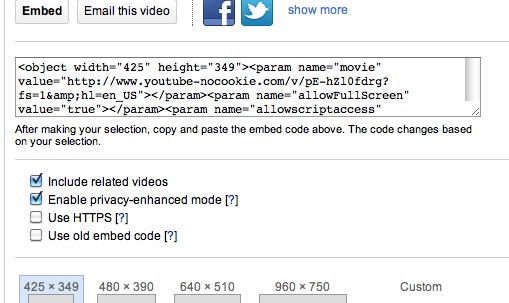 Embed Email this video show more
<object width="425" height="349"><param name="movie"
value="http://www.youtube-nocookie.com/v/pE-hZl0fdrg?
fs=1&amp;hl=en_US"></param><param name="allowFullScreen"
value="true"></param><param name="allowscriptaccess"
After making your selection, copy and paste the embed code above. The code changes based
on your selection.
Include related videos
Enable privacy-enhanced mode [?]
Use HTTPS [?]
Use old embed code [?]
425 × 349 480 × 390 640 × 510 960 × 750 Custom